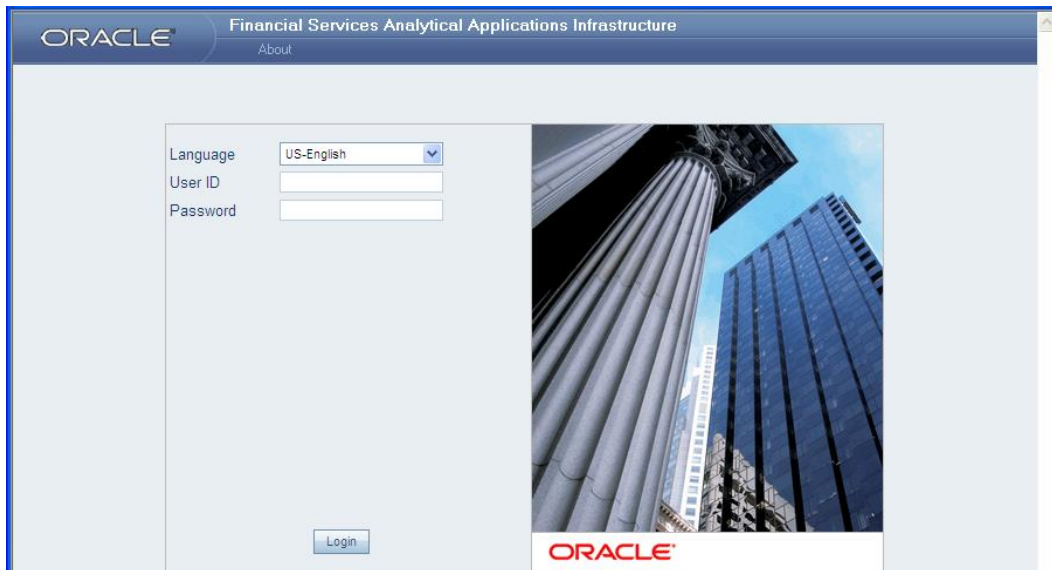 ORACLE
Financial Services Analytical Applications Infrastructure
About
Language
US-English
User ID
Password
Login
ORACLE